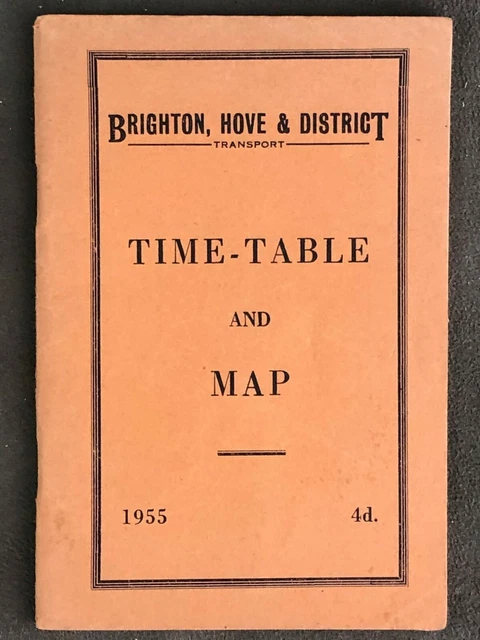 BRIGHTON, HOVE & DISTRICT
TRANSPORT
TIME-TABLE
AND
MAP
1955 4d.